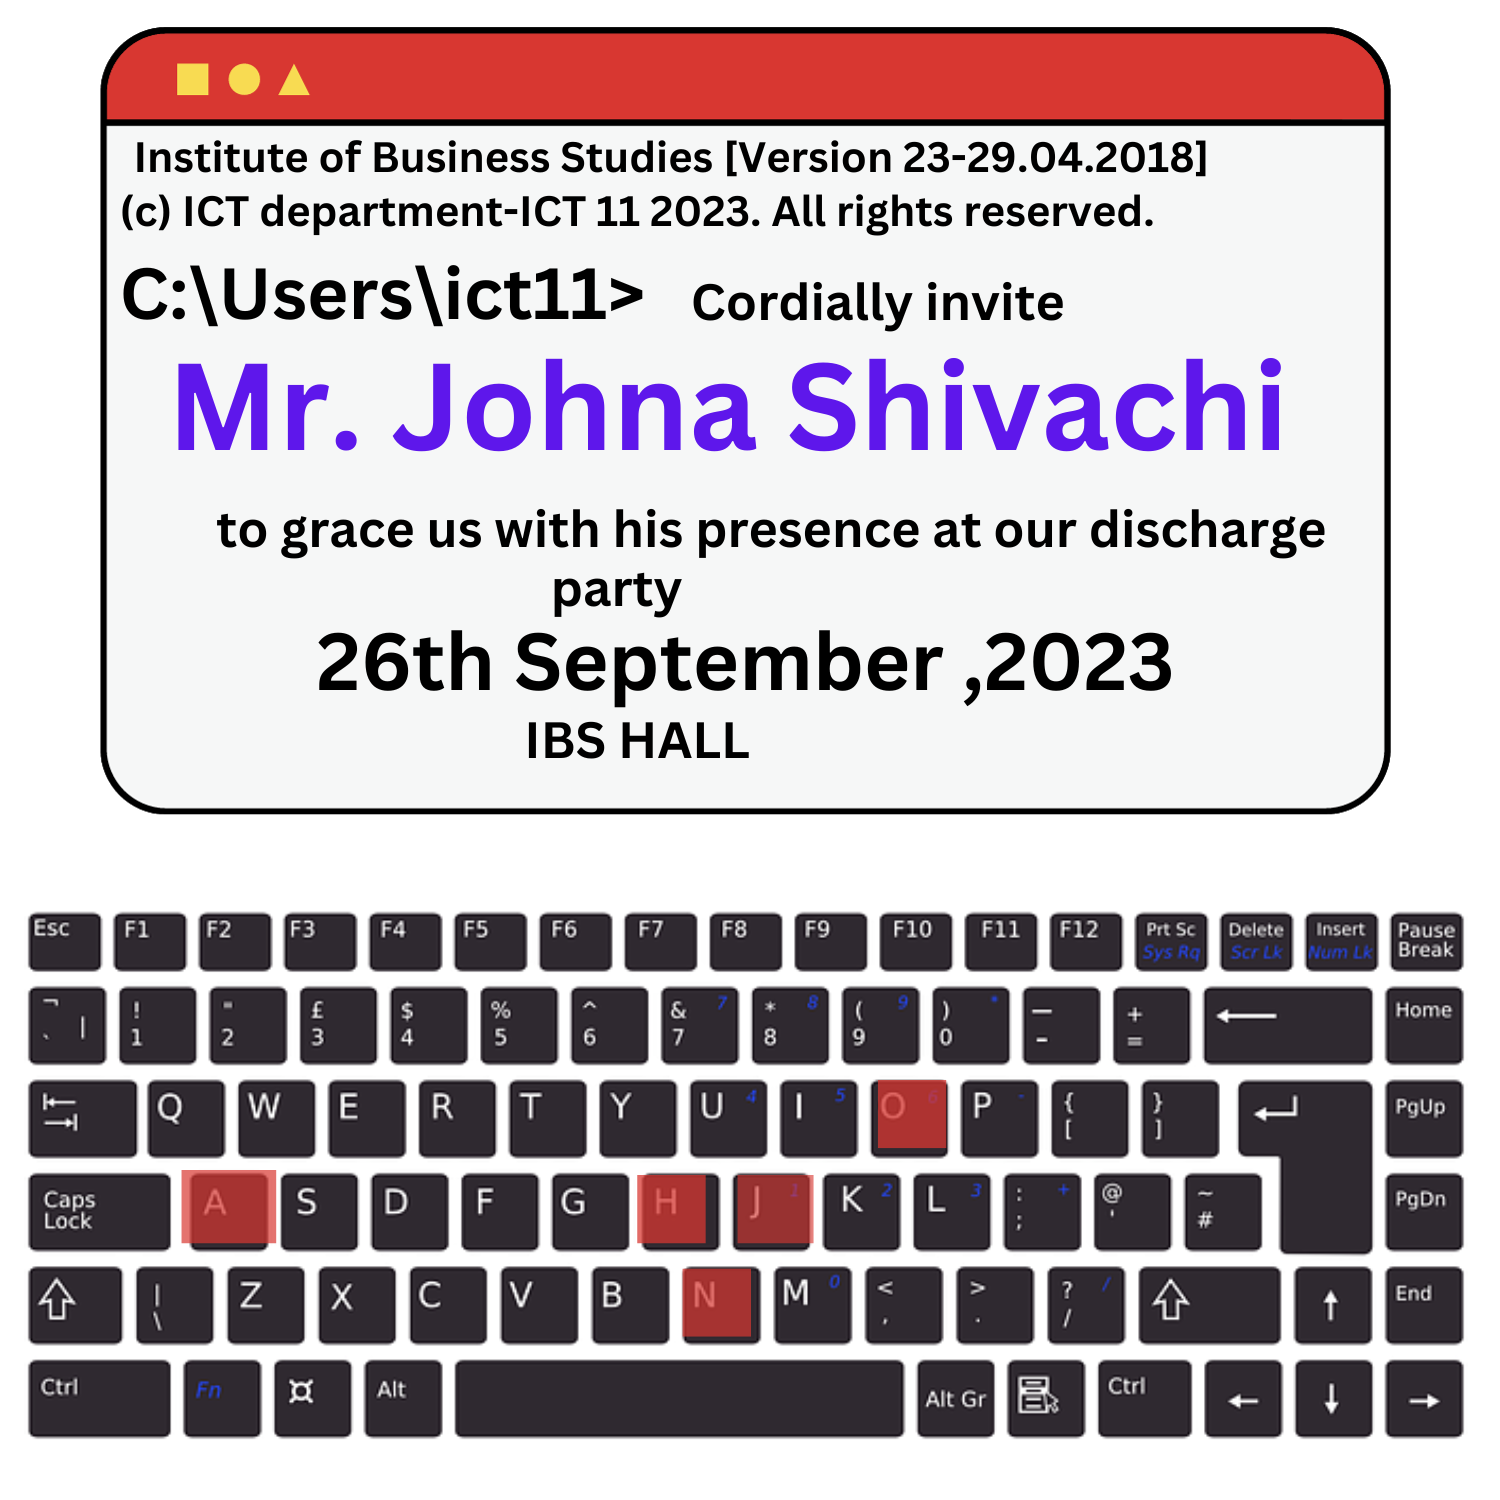 Institute of Business Studies [Version 23-29.04.2018]
(c) ICT department-ICT 11 2023. All rights reserved.
C:\Users\ict11> Cordially invite
Mr. Johna Shivachi
to grace us with his presence at our discharge
party
26th September ,2023
IBS HALL
Esc F1 F2 F3 F4 F5 F6 F7 F8 F9 F10 F11 F12 Prt Sc Sys Rq Delete Scr Lk Insert Num Lk Pause Break
¬ ` | ! 1 " 2 £ 3 $ 4 % 5 ^ 6 & 7 7 * 8 8 ( 9 9 ) 0 * — - + = Home
Q W E R T Y U 4 I 5 O 6 P - { [ } ] PgUp
Caps Lock A S D F G H J 1 K 2 L 3 : ; + @ ' ~ # PgDn
| \ Z X C V B N M 0 < , > . ? / / End
Ctrl Fn Alt Alt Gr Ctrl